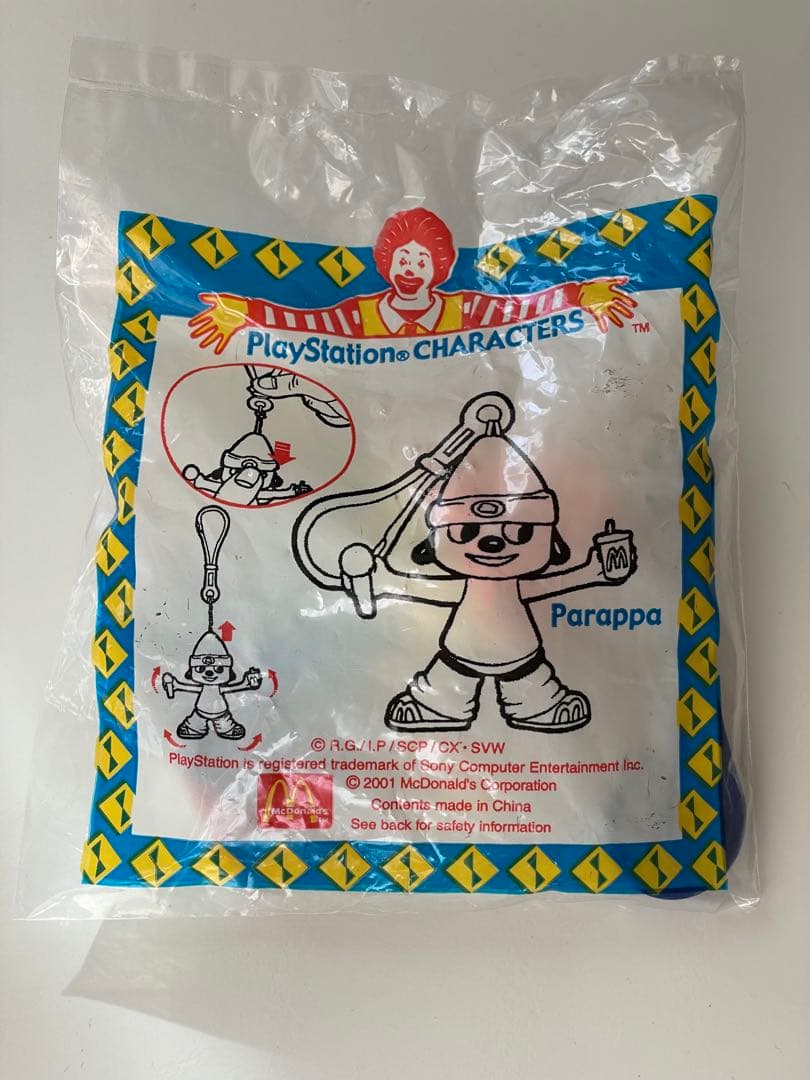 PlayStation® CHARACTERS ™
Parappa
© R.G./I.P/SCP/CX·SVW
PlayStation is registered trademark of Sony Computer Entertainment Inc.
McDonald's
© 2001 McDonald's Corporation
Contents made in China
See back for safety information